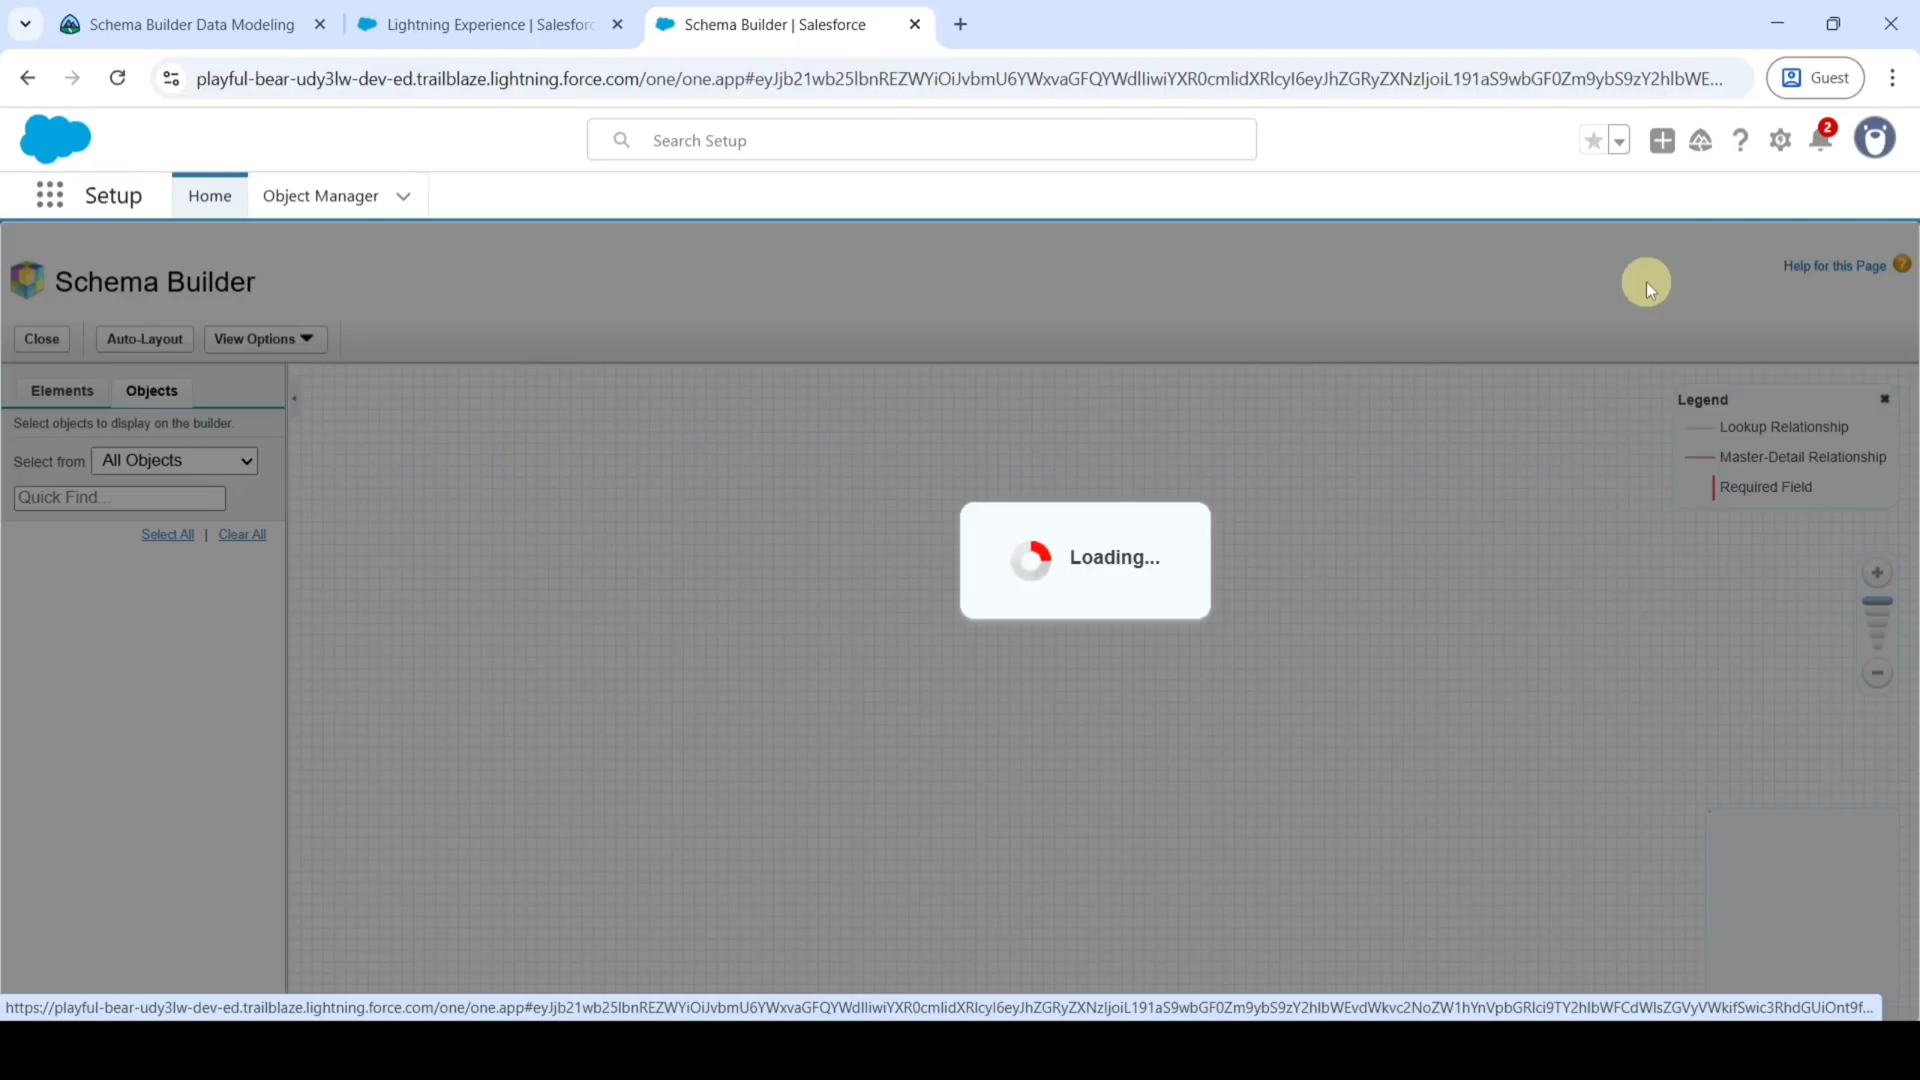 Schema Builder Data Modeling
Lightning Experience | Salesforc
Schema Builder | Salesforce
playful-bear-udy3lw-dev-ed.trailblaze.lightning.force.com/one/one.app#eyJjb21wb25lbnREZWYiOiJvbmU6YWxvaGFQYWdlIiwiYXR0cmlidXRlcyI6eyJhZGRyZXNzIjoiL191aS9wbGF0Zm9ybS9zY2hlbWE...
Guest
Search Setup
2
Setup
Home
Object Manager
Schema Builder
Help for this Page
?
Close
Auto-Layout
View Options
Elements
Objects
Select objects to display on the builder.
Select from
All Objects
Quick Find...
Select All | Clear All
Legend
Lookup Relationship
Master-Detail Relationship
Required Field
Loading...
https://playful-bear-udy3lw-dev-ed.trailblaze.lightning.force.com/one/one.app#eyJjb21wb25lbnREZWYiOiJvbmU6YWxvaGFQYWdlIiwiYXR0cmlidXRlcyI6eyJhZGRyZXNzIjoiL191aS9wbGF0Zm9ybS9zY2hlbWEvdWkvc2NoZW1hYnVpbGRlci9TY2hlbWFCdWlsZGVyVWkifSwic3RhdGUiOnt9f...